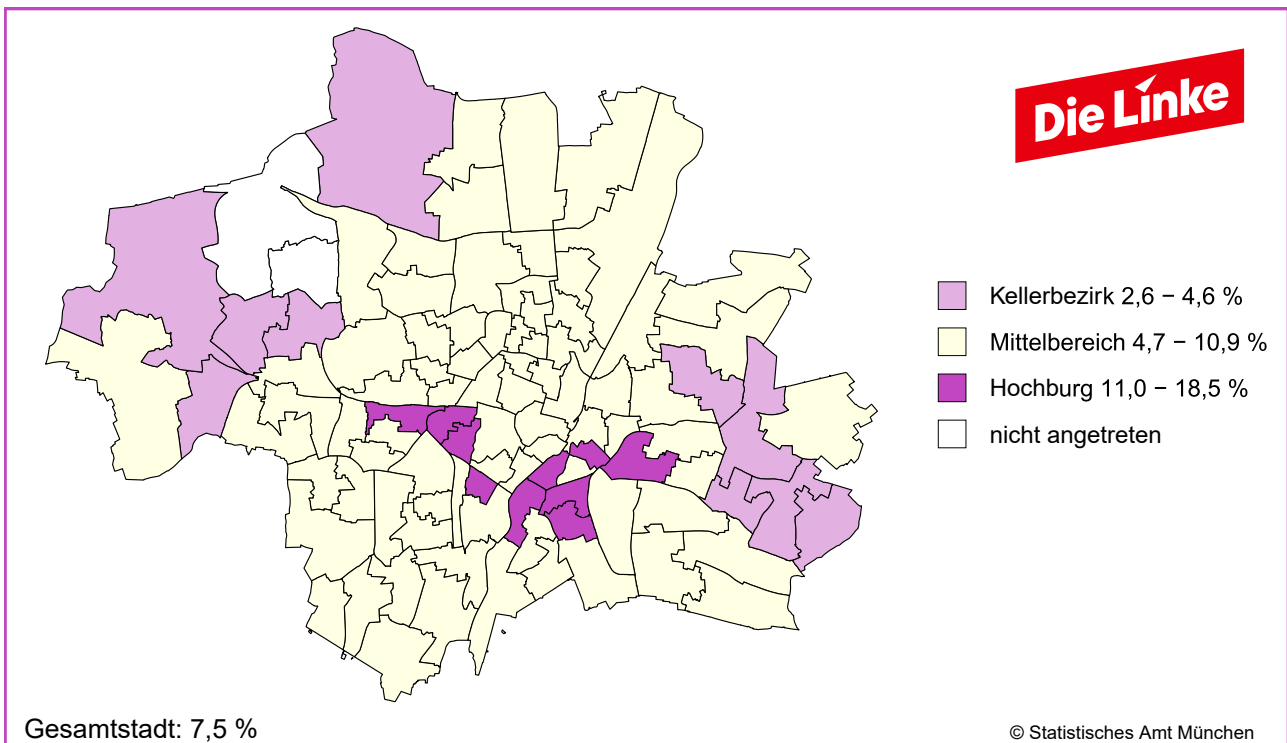 Die Linke
Kellerbezirk 2,6 − 4,6 %
Mittelbereich 4,7 − 10,9 %
Hochburg 11,0 − 18,5 %
nicht angetreten
Gesamtstadt: 7,5 %
© Statistisches Amt München